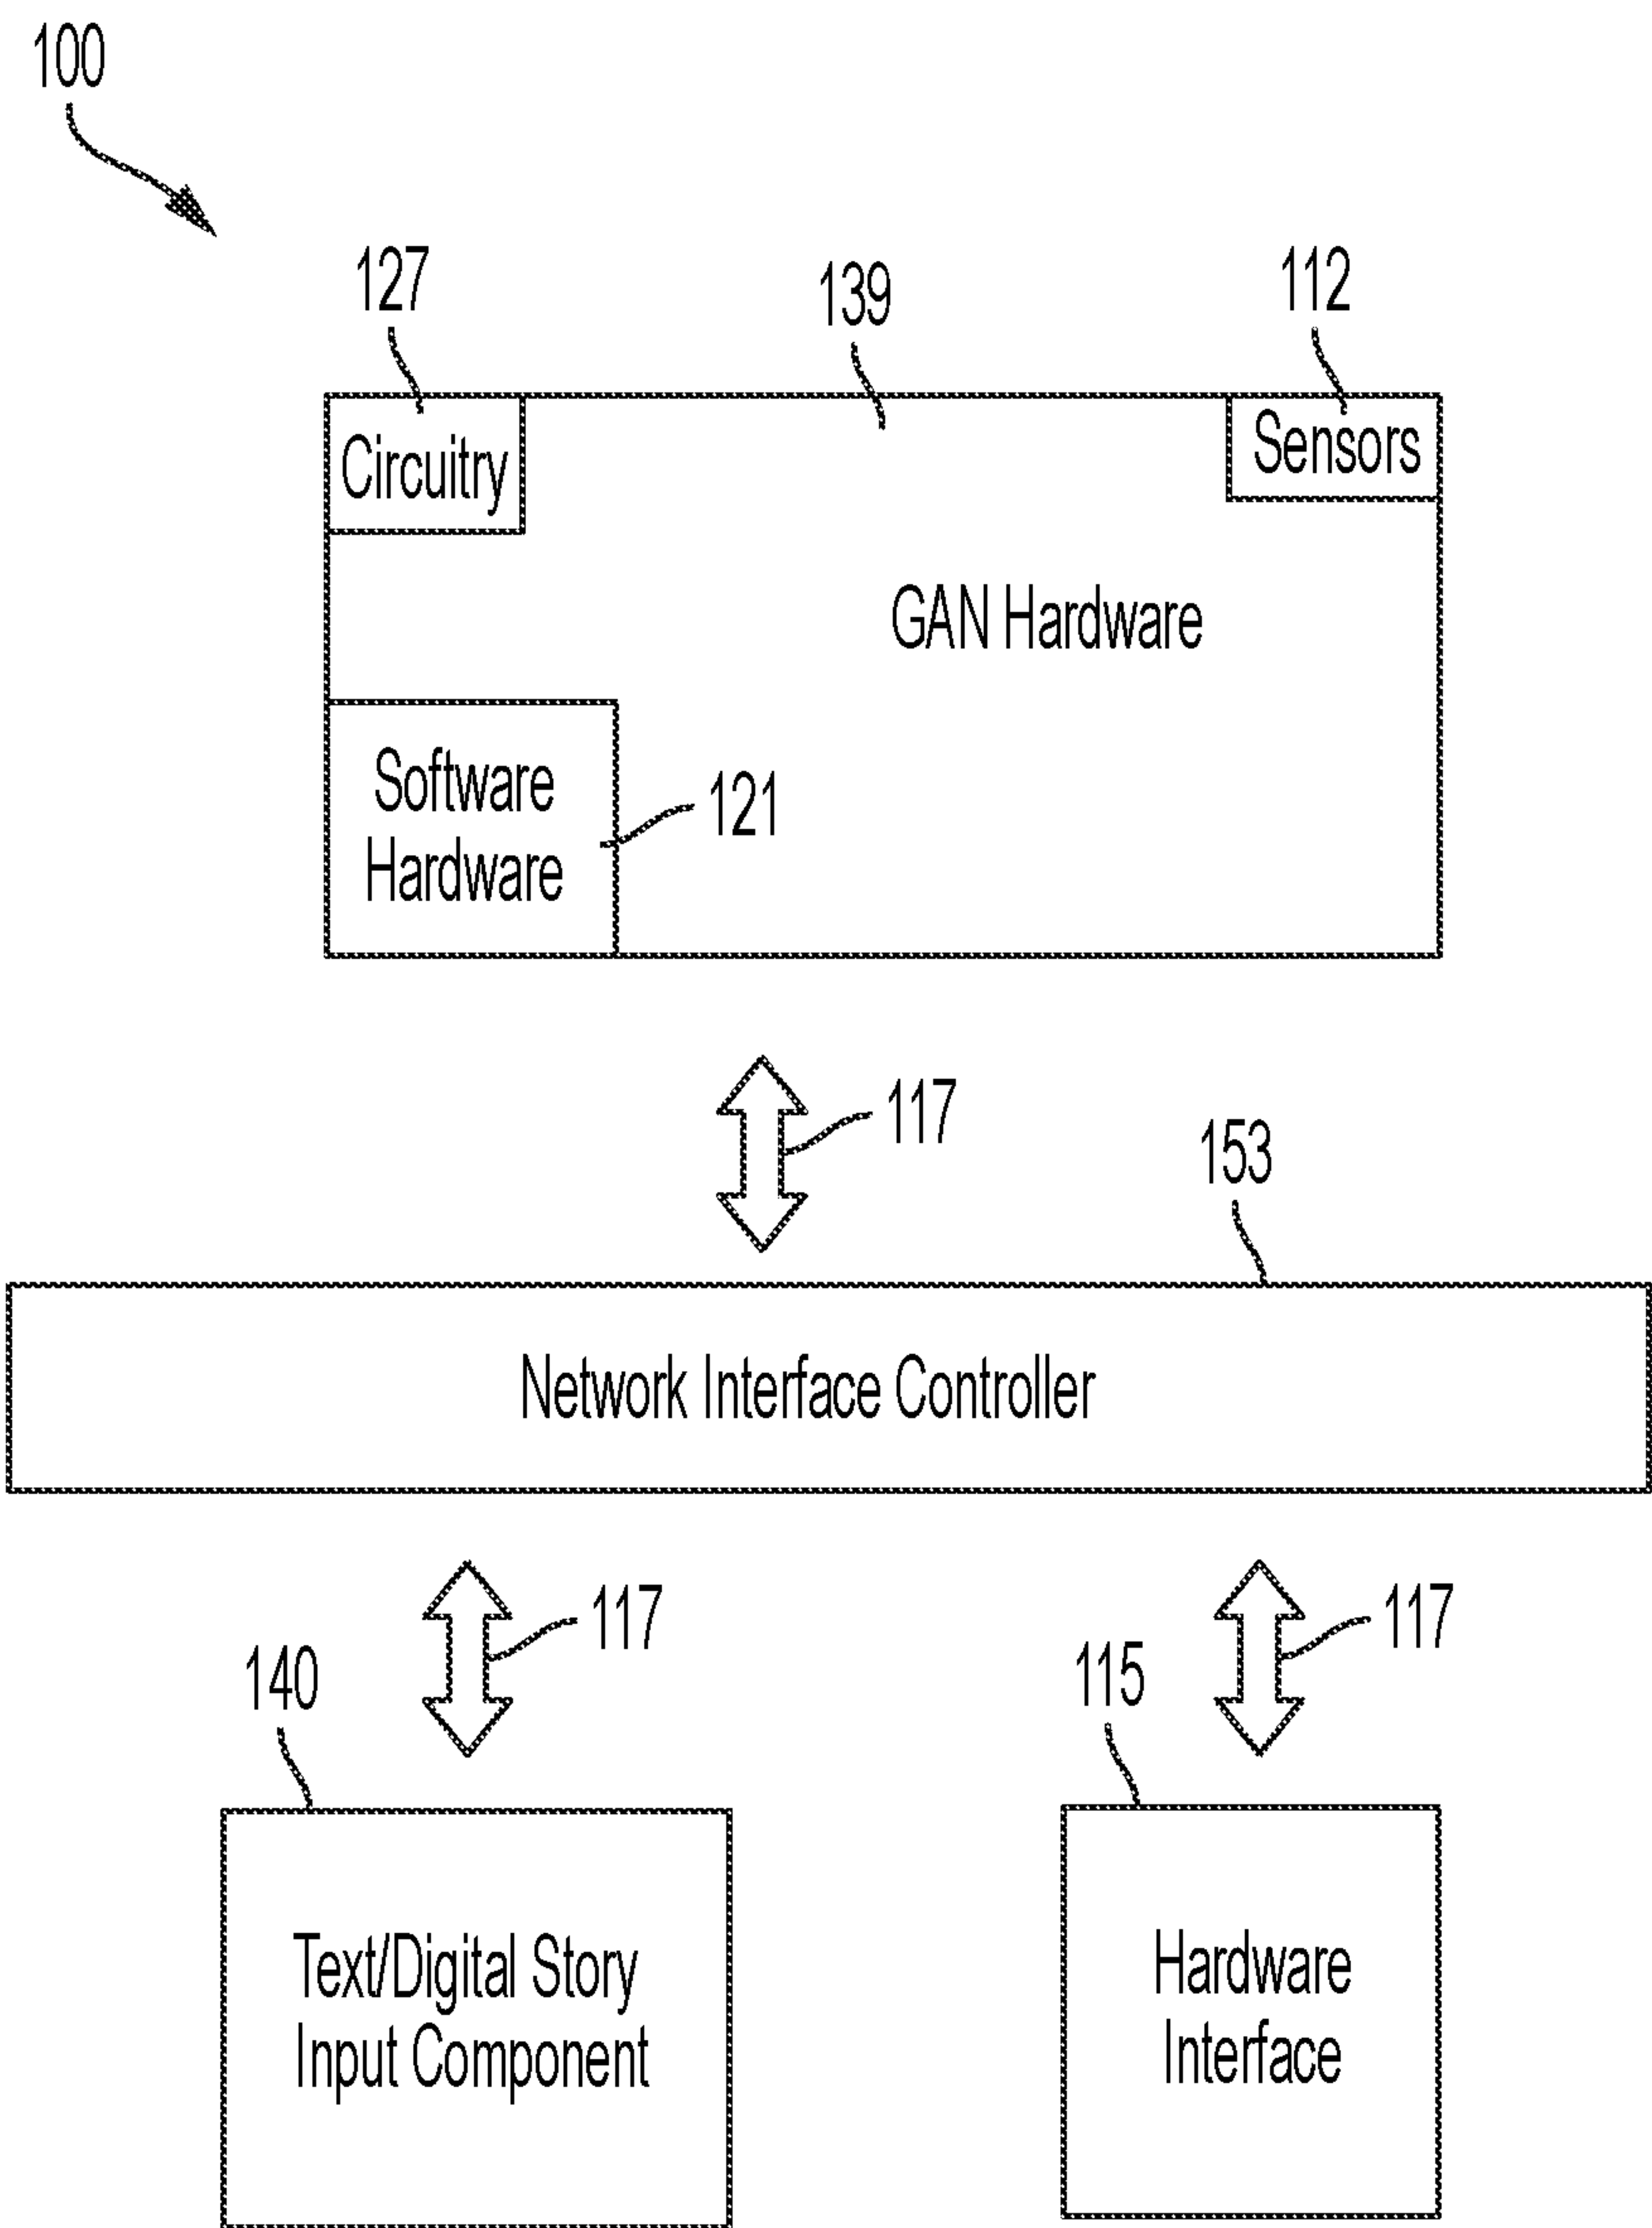 100
127
139
112
Circuitry
Sensors
GAN Hardware
Software
Hardware
121
117
153
Network Interface Controller
117
117
140
115
Text/Digital Story
Input Component
Hardware
Interface